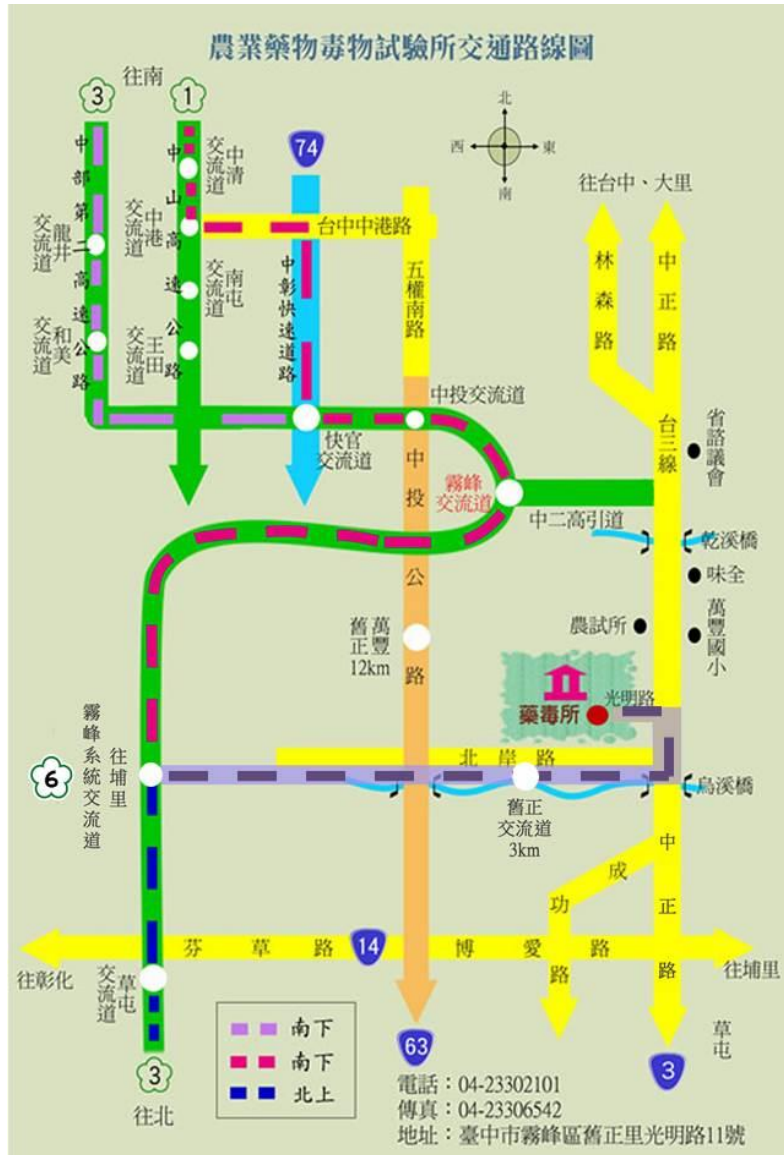 農業藥物毒物試驗所交通路線圖
往南
3
1
74
北
西
東
南
往台中、大里
中部第二高速公路
中山高速公路
中清交流道
中港交流道
龍井交流道
南屯交流道
和美交流道
王田交流道
台中中港路
中彰快速道路
五權南路
林森路
中正路
台三線
省諮議會
快官交流道
中投交流道
霧峰交流道
中二高引道
乾溪橋
味全
農試所
萬豐國小
中投公路
萬豐舊正12km
光明路
藥毒所
6
霧峰系統交流道
往埔里
北岸路
舊正
交流道
3km
烏溪橋
成功路
中正路
芬草路
14
博愛路
往彰化
往埔里
草屯交流道
草屯
3
往北
南下
南下
北上
63
3
電話：04-23302101
傳真：04-23306542
地址：臺中市霧峰區舊正里光明路11號